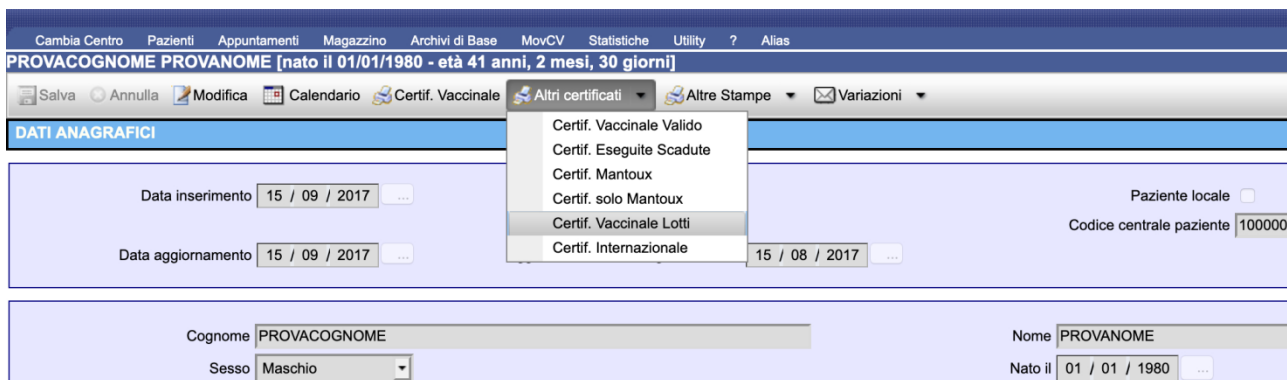 Cambia Centro Pazienti Appuntamenti Magazzino Archivi di Base MovCV Statistiche Utility ? Alias
PROVACOGNOME PROVANOME [nato il 01/01/1980 - età 41 anni, 2 mesi, 30 giorni]
Salva Annulla Modifica Calendario Certif. Vaccinale Altri certificati Altre Stampe Variazioni
DATI ANAGRAFICI
Certif. Vaccinale Valido
Certif. Eseguite Scadute
Certif. Mantoux
Certif. solo Mantoux
Certif. Vaccinale Lotti
Certif. Internazionale
Data inserimento 15 / 09 / 2017 ...
Paziente locale
Codice centrale paziente 100000
Data aggiornamento 15 / 09 / 2017 ... 15 / 08 / 2017 ...
Cognome PROVACOGNOME Nome PROVANOME
Sesso Maschio Nato il 01 / 01 / 1980 ...